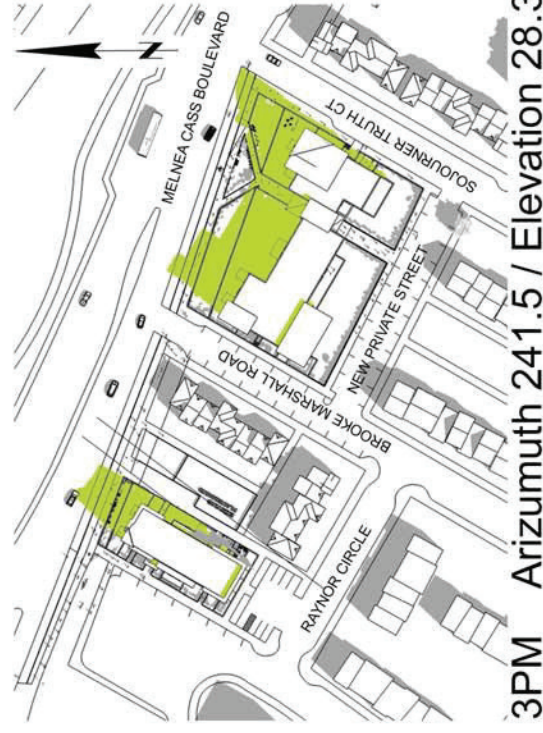 MELNEA CASS BOULEVARD
SOJOURNER TRUTH CT
NEW PRIVATE STREET
BROOKE MARSHALL ROAD
RAYNOR CIRCLE
3PM Arizumuth 241.5 / Elevation 28.3